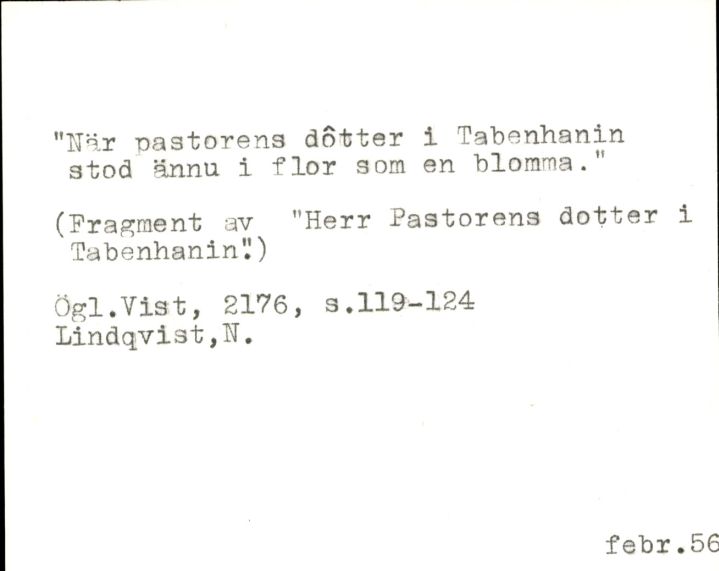 "När pastorens dôtter i Tabenhanin
stod ännu i flor som en blomma."
(Fragment av "Herr Pastorens dotter i
Tabenhanin".)
Ögl.Vist, 2176, s.119-124
Lindqvist,N.
febr.56